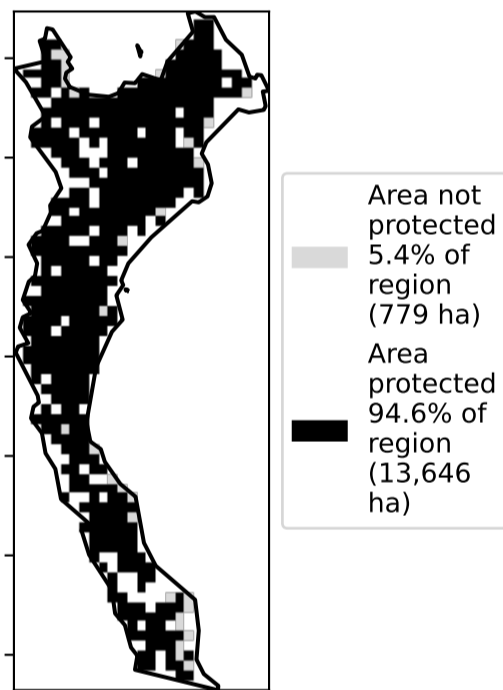 Area not
protected
5.4% of
region
(779 ha)
Area
protected
94.6% of
region
(13,646
ha)